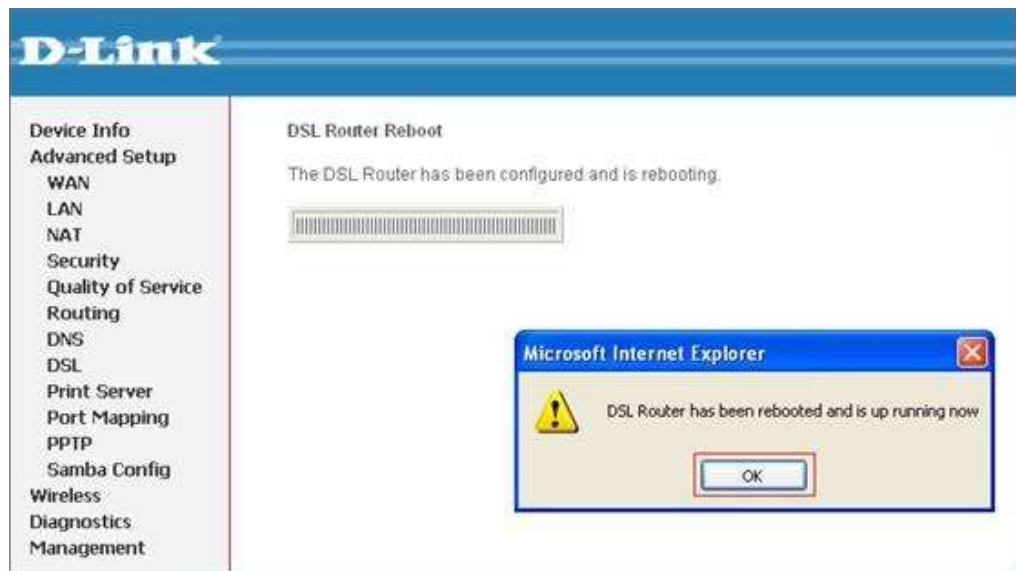 D-Link
Device Info
Advanced Setup
WAN
LAN
NAT
Security
Quality of Service
Routing
DNS
DSL
Print Server
Port Mapping
PPTP
Samba Config
Wireless
Diagnostics
Management
DSL Router Reboot
The DSL Router has been configured and is rebooting.
Microsoft Internet Explorer
DSL Router has been rebooted and is up running now
OK